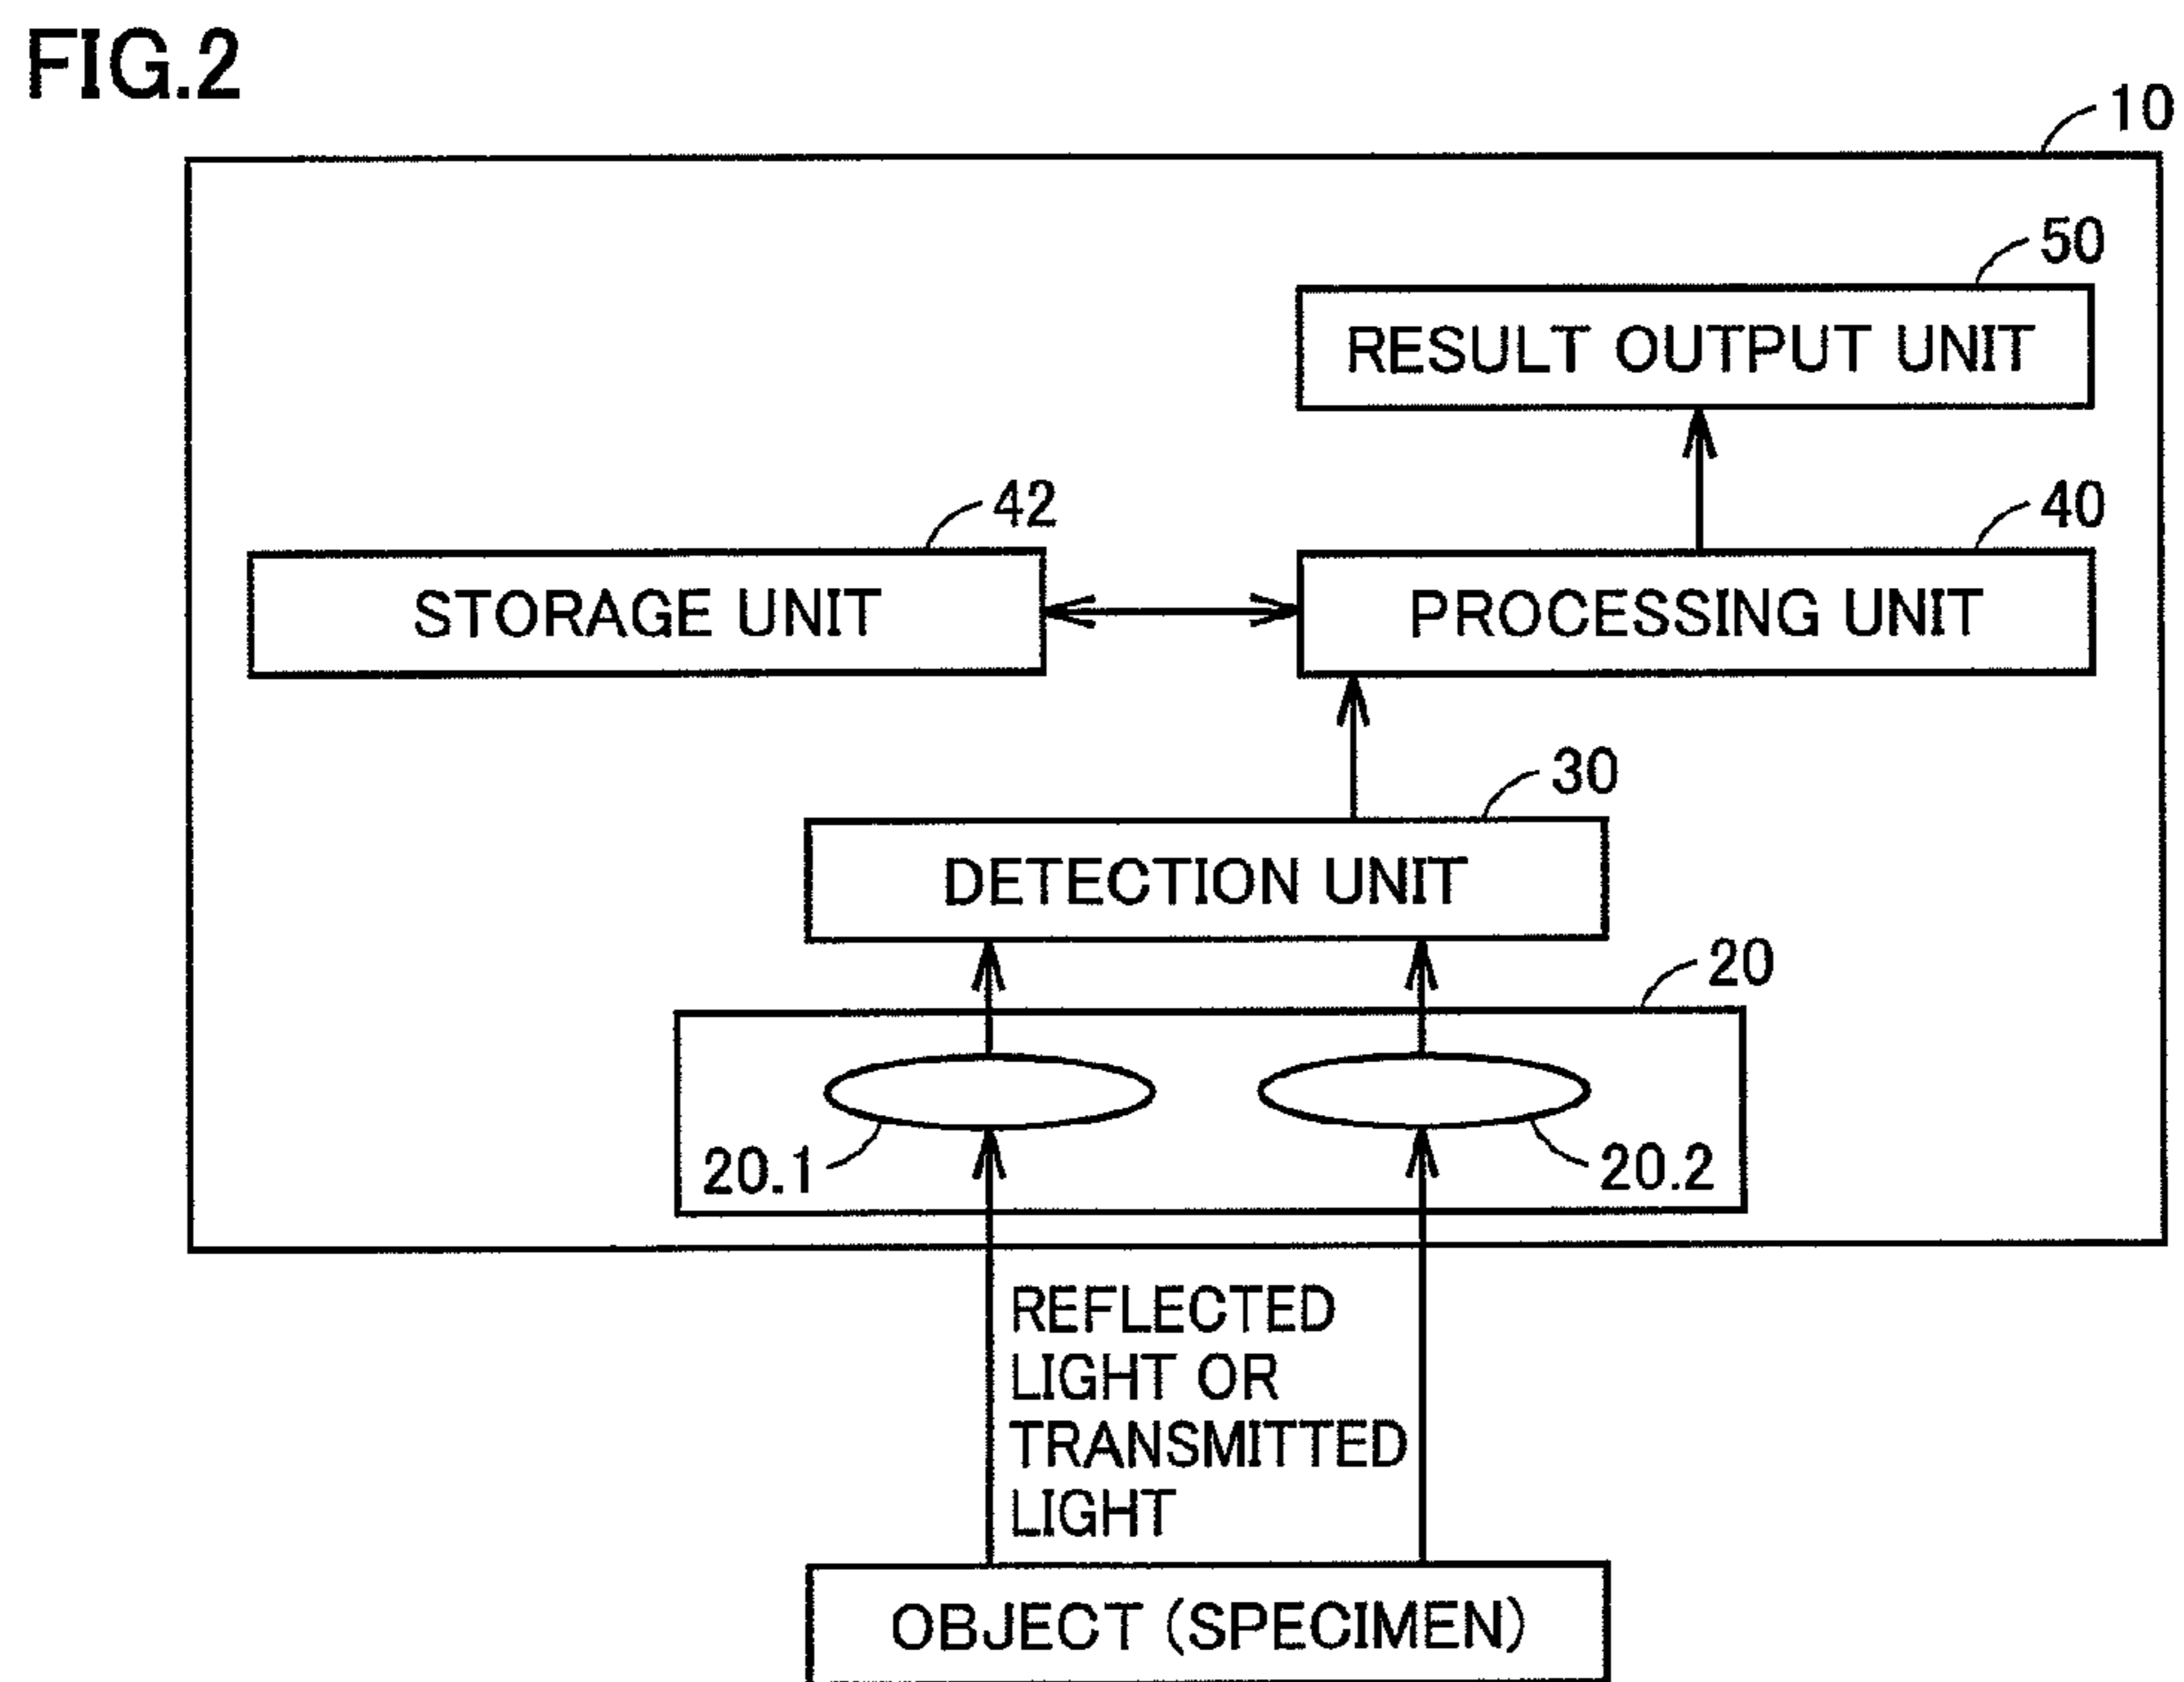 FIG.2
10
50
RESULT OUTPUT UNIT
42
40
STORAGE UNIT
PROCESSING UNIT
30
DETECTION UNIT
20
20.1
20.2
REFLECTED
LIGHT OR
TRANSMITTED
LIGHT
OBJECT (SPECIMEN)